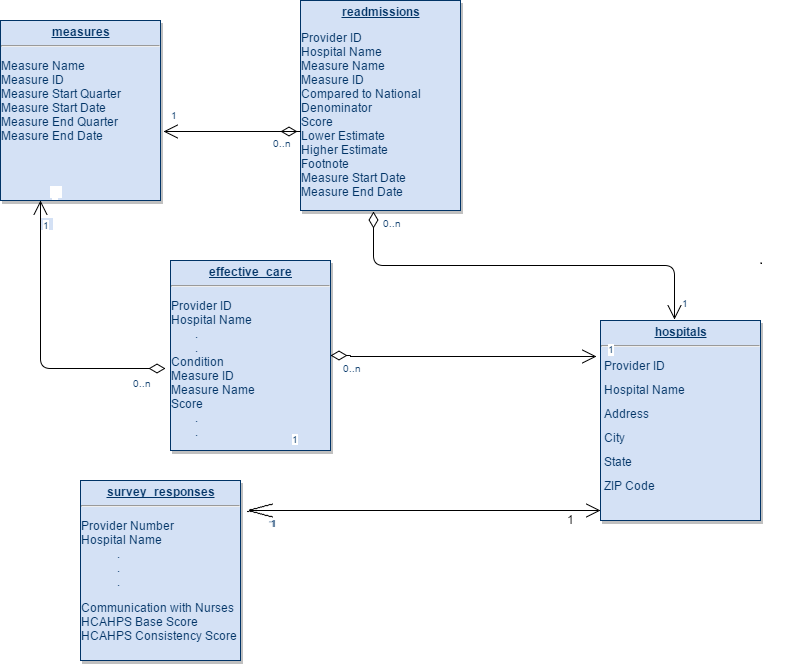 measures
Measure Name
Measure ID
Measure Start Quarter
Measure Start Date
Measure End Quarter
Measure End Date
readmissions
Provider ID
Hospital Name
Measure Name
Measure ID
Compared to National
Denominator
Score
Lower Estimate
Higher Estimate
Footnote
Measure Start Date
Measure End Date
1
0..n
1
0..n
1
effective_care
Provider ID
Hospital Name
.
.
Condition
Measure ID
Measure Name
Score
.
.
1
0..n
0..n
.
hospitals
1
Provider ID
Hospital Name
Address
City
State
ZIP Code
survey_responses
Provider Number
Hospital Name
.
.
.
Communication with Nurses
HCAHPS Base Score
HCAHPS Consistency Score
1
1